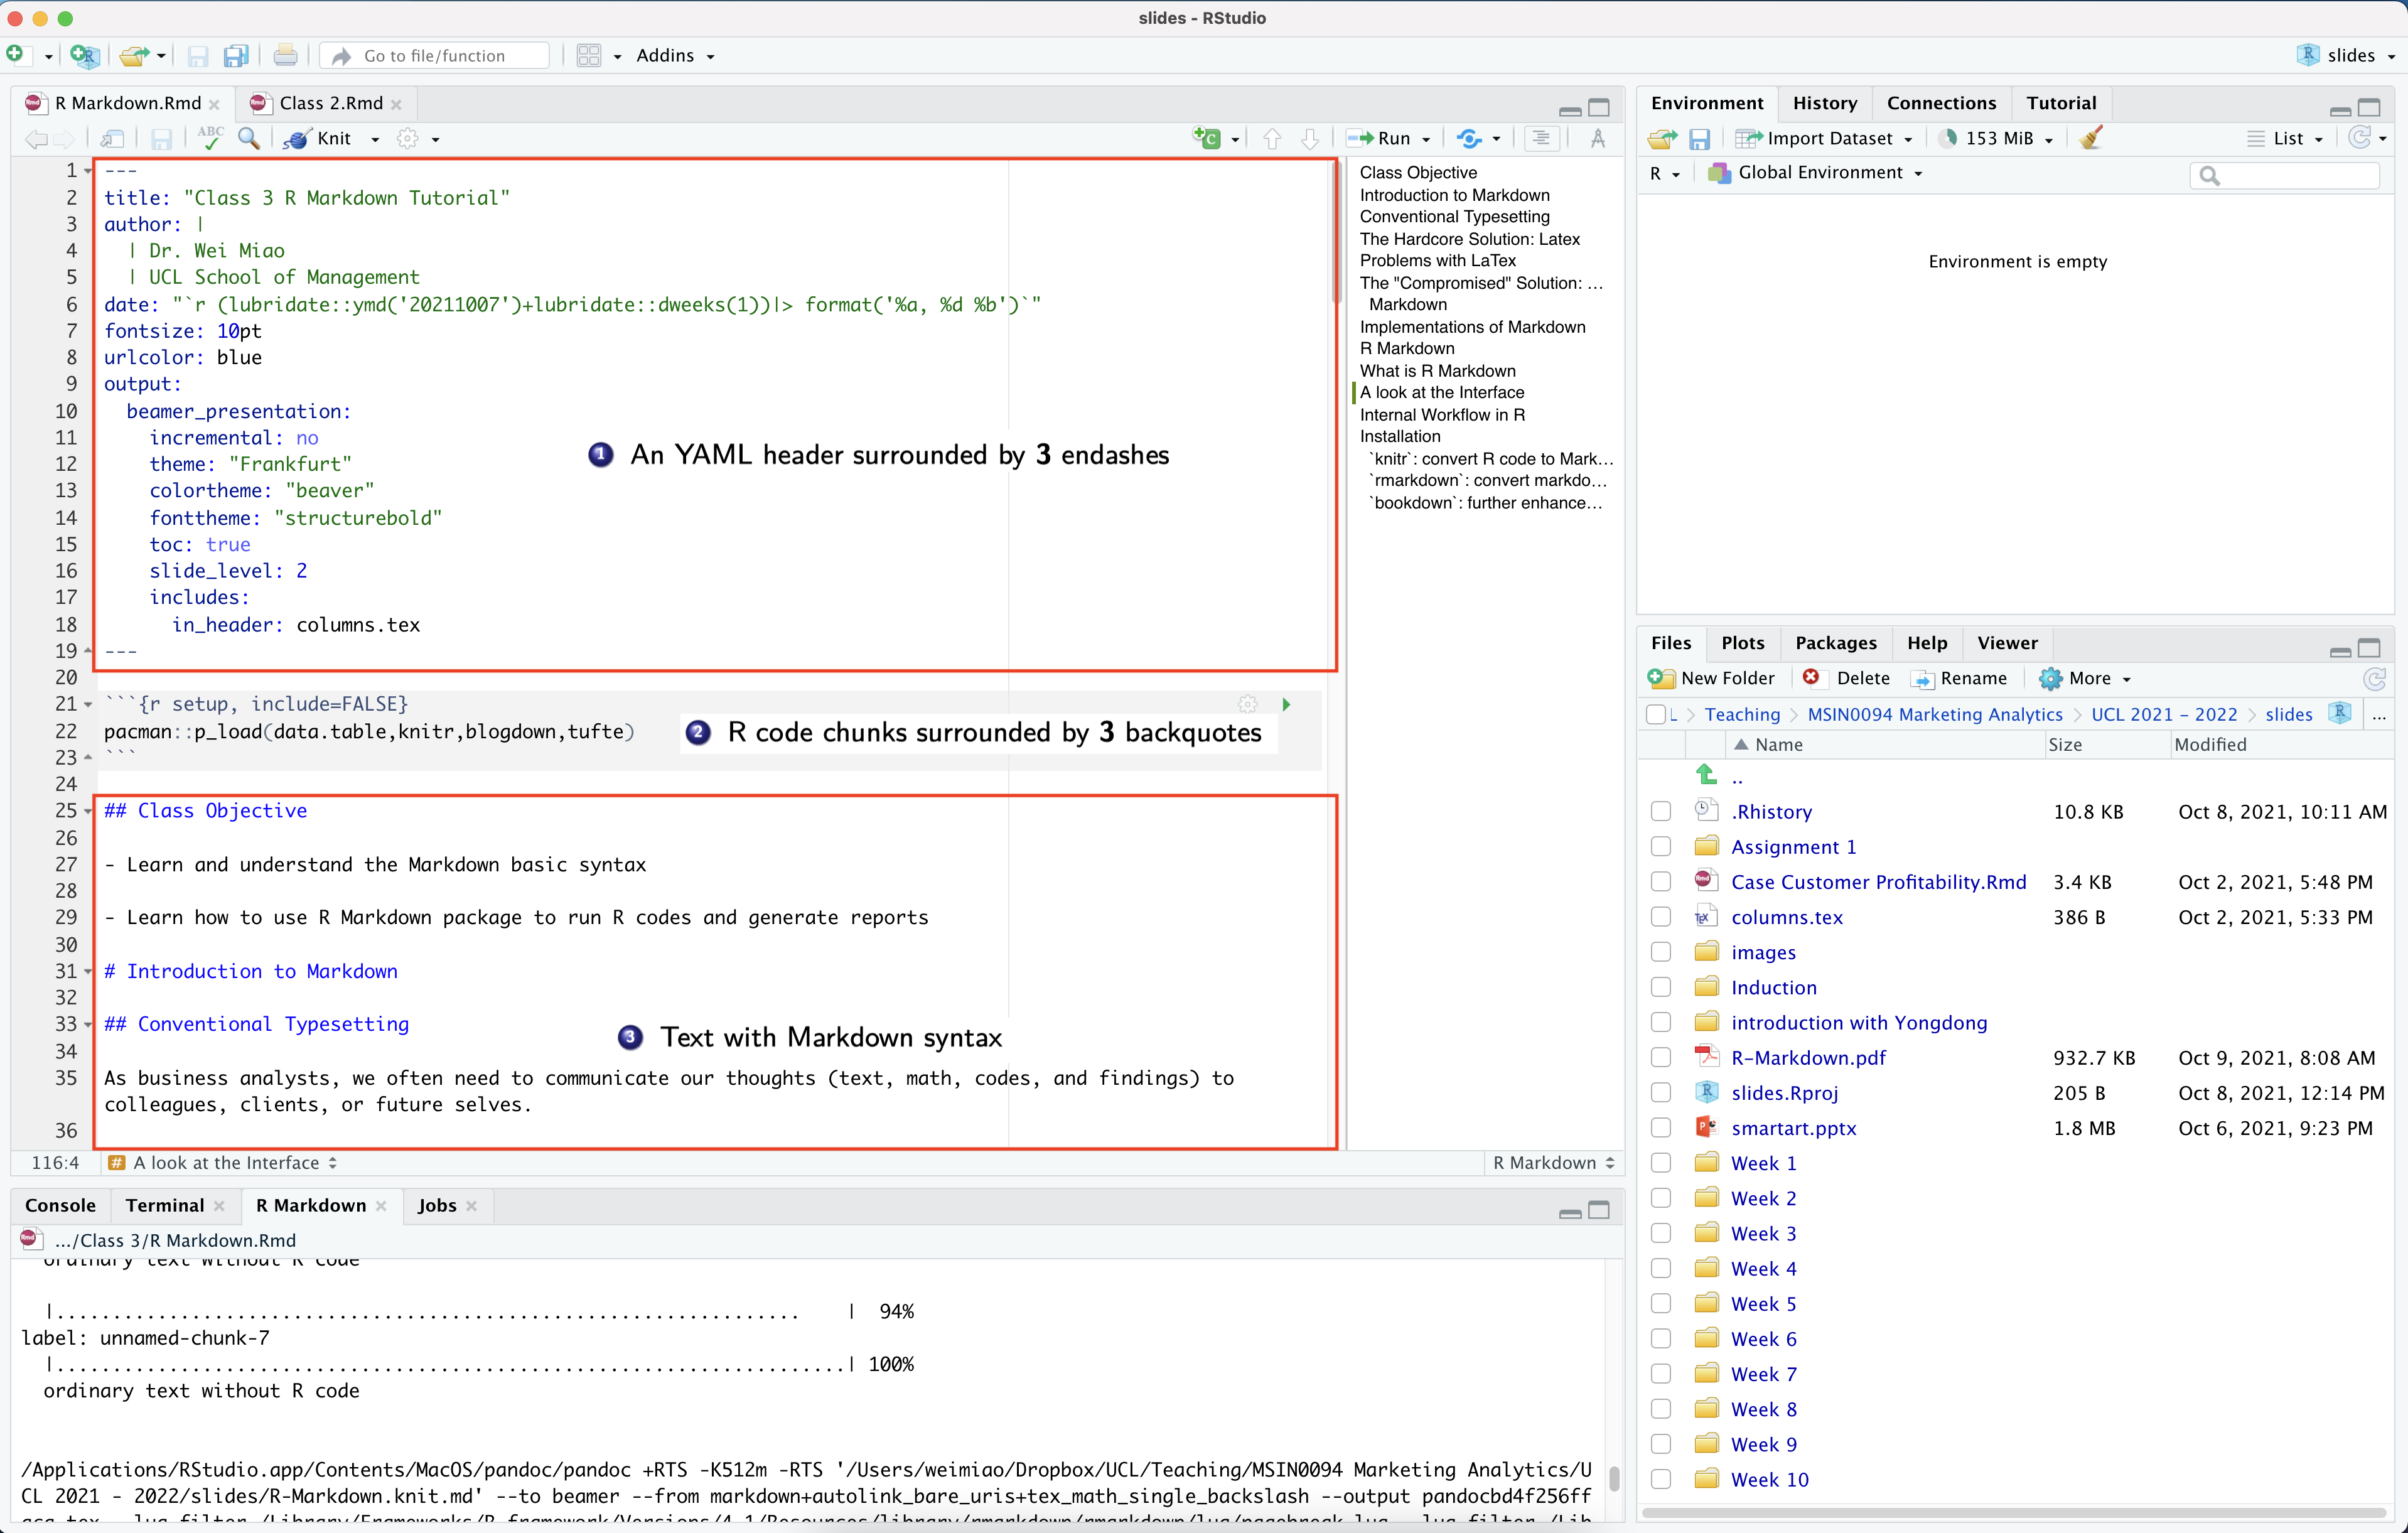 slides - RStudio
Go to file/function
Addins
slides
R Markdown.Rmd
Class 2.Rmd
ABC
Knit
Run
1 ---
2 title: "Class 3 R Markdown Tutorial"
3 author: |
4 | Dr. Wei Miao
5 | UCL School of Management
6 date: "`r (lubridate::ymd('20211007')+lubridate::dweeks(1))|> format('%a, %d %b')`"
7 fontsize: 10pt
8 urlcolor: blue
9 output:
10 beamer_presentation:
11 incremental: no
12 theme: "Frankfurt"
13 colortheme: "beaver"
14 fonttheme: "structurebold"
15 toc: true
16 slide_level: 2
17 includes:
18 in_header: columns.tex
19 ---
20
21 ```{r setup, include=FALSE}
22 pacman::p_load(data.table,knitr,blogdown,tufte)
23 ```
24
25 ## Class Objective
26
27 - Learn and understand the Markdown basic syntax
28
29 - Learn how to use R Markdown package to run R codes and generate reports
30
31 # Introduction to Markdown
32
33 ## Conventional Typesetting
34
35 As business analysts, we often need to communicate our thoughts (text, math, codes, and findings) to
colleagues, clients, or future selves.
36
1 An YAML header surrounded by 3 endashes
2 R code chunks surrounded by 3 backquotes
3 Text with Markdown syntax
116:4
A look at the Interface
R Markdown
Class Objective
Introduction to Markdown
Conventional Typesetting
The Hardcore Solution: Latex
Problems with LaTex
The "Compromised" Solution: …
Markdown
Implementations of Markdown
R Markdown
What is R Markdown
A look at the Interface
Internal Workflow in R
Installation
`knitr`: convert R code to Mark…
`rmarkdown`: convert markdo…
`bookdown`: further enhance…
Console
Terminal
R Markdown
Jobs
.../Class 3/R Markdown.Rmd
ordinary text without R code
|.................................................................. | 94%
label: unnamed-chunk-7
|......................................................................| 100%
ordinary text without R code
/Applications/RStudio.app/Contents/MacOS/pandoc/pandoc +RTS -K512m -RTS '/Users/weimiao/Dropbox/UCL/Teaching/MSIN0094 Marketing Analytics/U
CL 2021 - 2022/slides/R-Markdown.knit.md' --to beamer --from markdown+autolink_bare_uris+tex_math_single_backslash --output pandocbd4f256ff
Environment
History
Connections
Tutorial
Import Dataset
153 MiB
List
R
Global Environment
Environment is empty
Files
Plots
Packages
Help
Viewer
New Folder
Delete
Rename
More
Teaching
MSIN0094 Marketing Analytics
UCL 2021 – 2022
slides
...
Name Size Modified
..
.Rhistory 10.8 KB Oct 8, 2021, 10:11 AM
Assignment 1
Case Customer Profitability.Rmd 3.4 KB Oct 2, 2021, 5:48 PM
columns.tex 386 B Oct 2, 2021, 5:33 PM
images
Induction
introduction with Yongdong
R-Markdown.pdf 932.7 KB Oct 9, 2021, 8:08 AM
slides.Rproj 205 B Oct 8, 2021, 12:14 PM
smartart.pptx 1.8 MB Oct 6, 2021, 9:23 PM
Week 1
Week 2
Week 3
Week 4
Week 5
Week 6
Week 7
Week 8
Week 9
Week 10